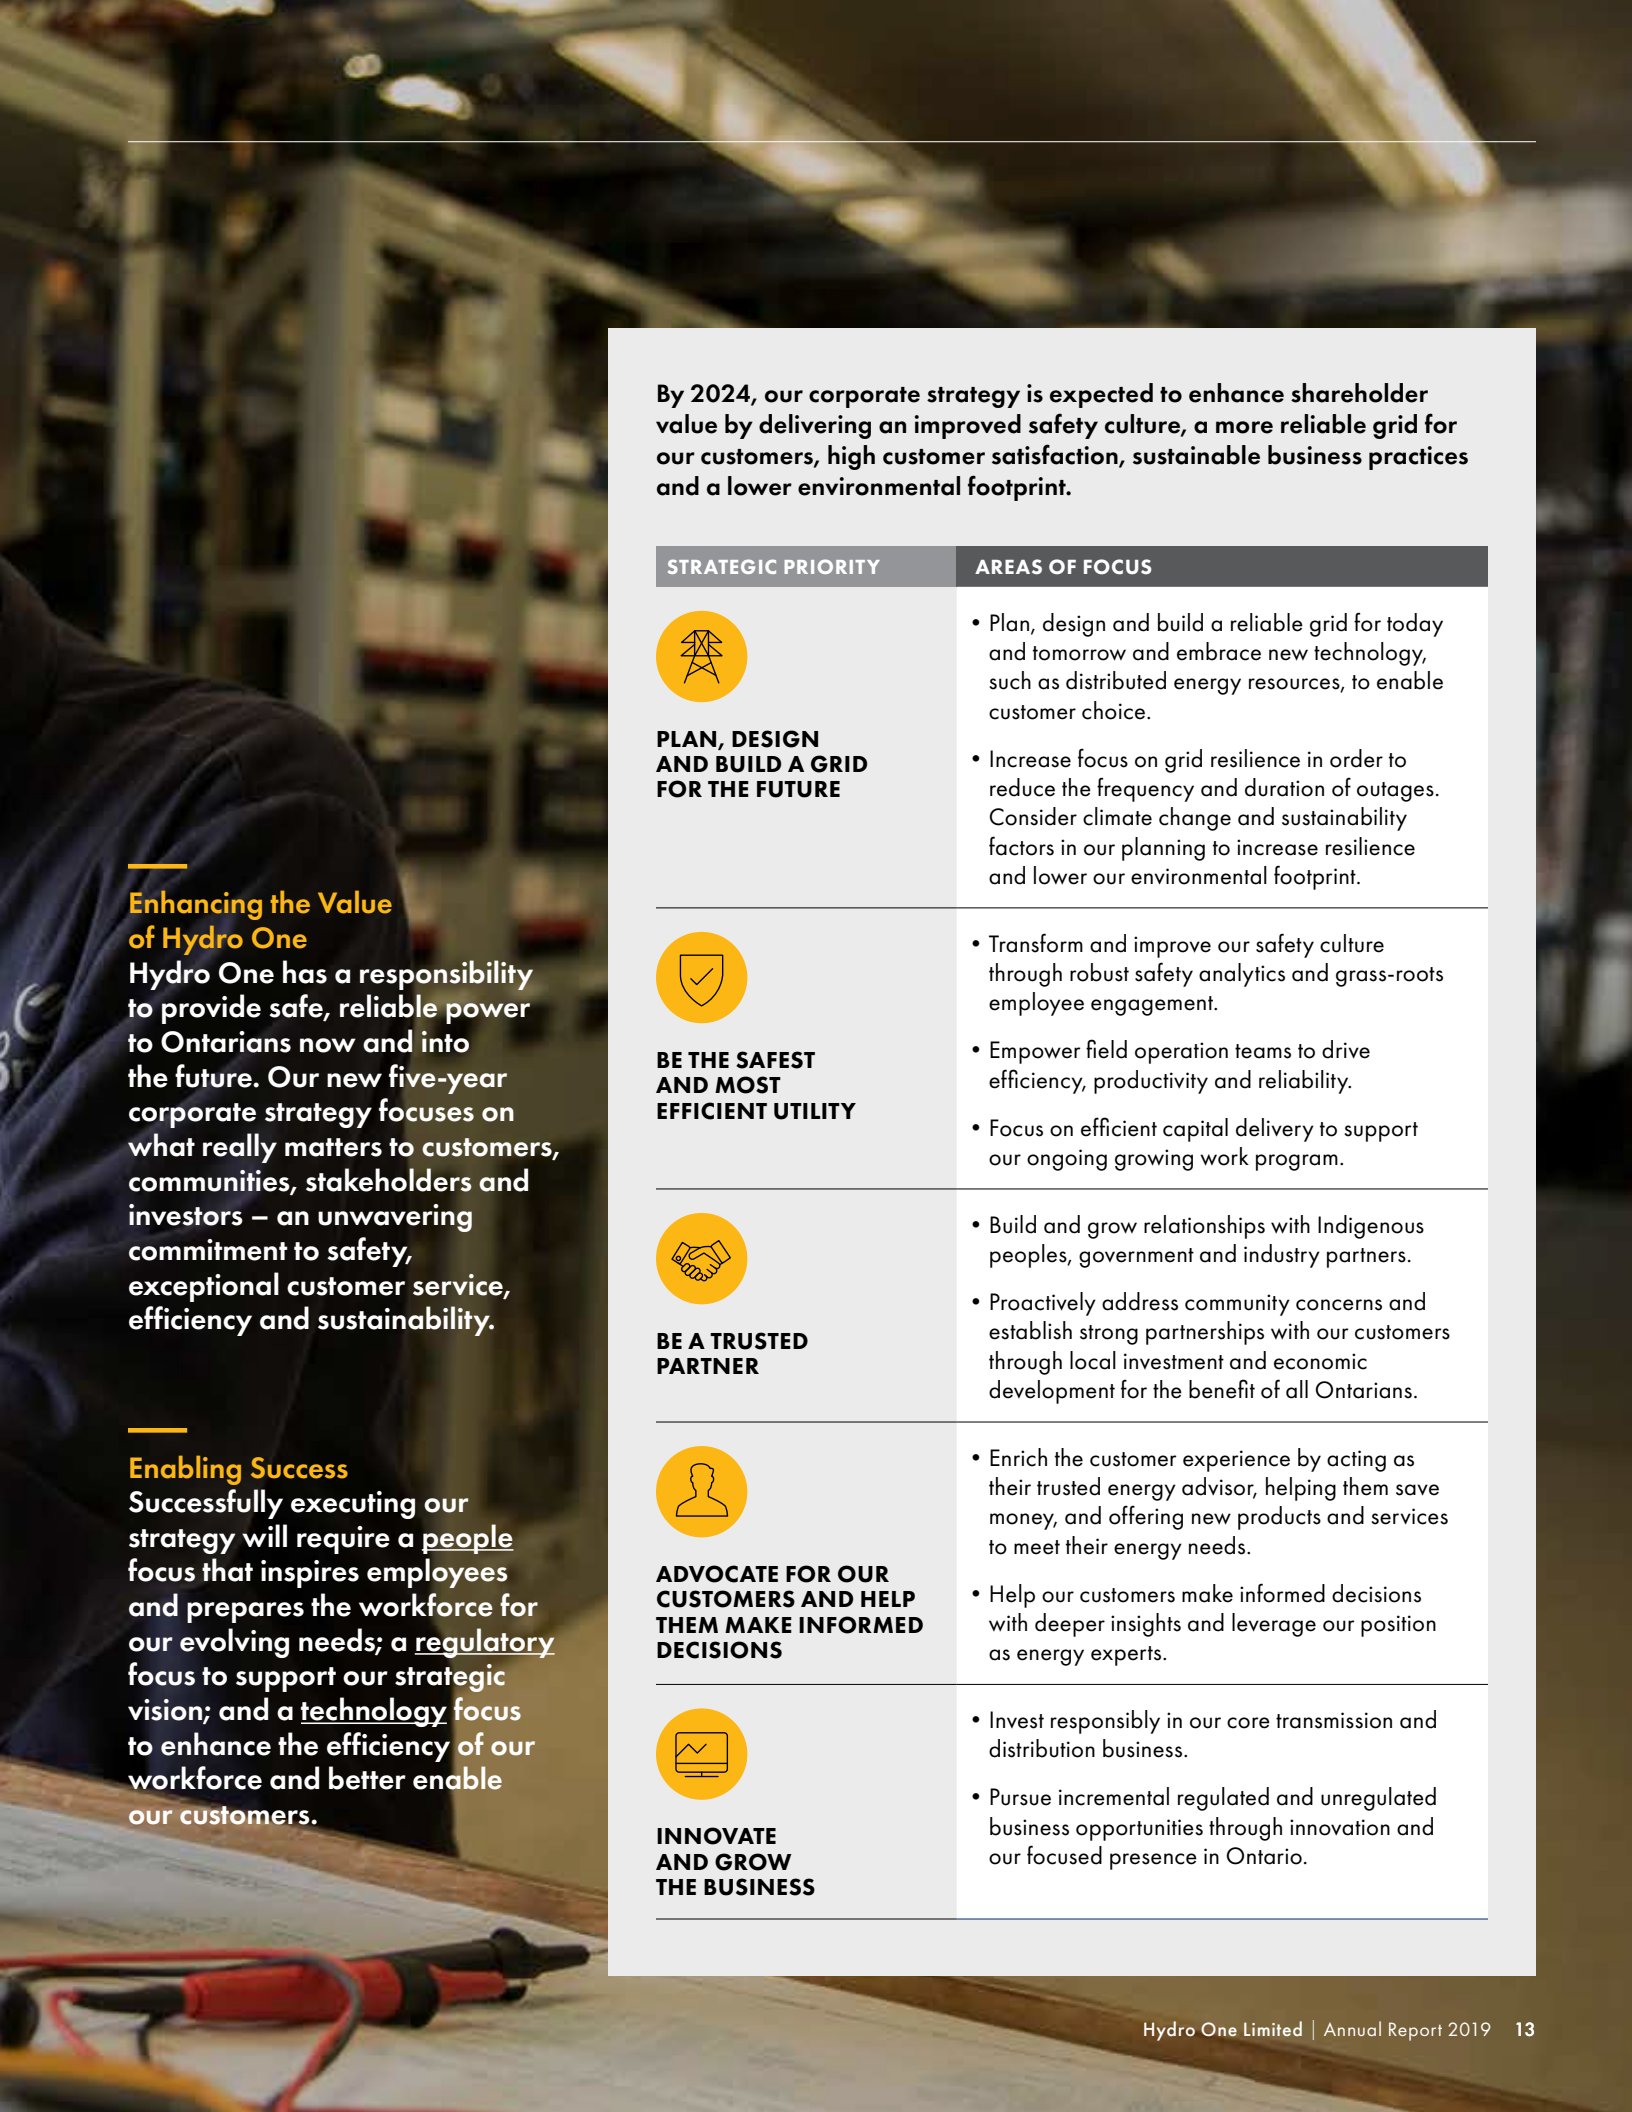 Enhancing the Value
of Hydro One
Hydro One has a responsibility
to provide safe, reliable power
to Ontarians now and into
the future. Our new five-year
corporate strategy focuses on
what really matters to customers,
communities, stakeholders and
investors – an unwavering
commitment to safety,
exceptional customer service,
efficiency and sustainability.
Enabling Success
Successfully executing our
strategy will require a people
focus that inspires employees
and prepares the workforce for
our evolving needs; a regulatory
focus to support our strategic
vision; and a technology focus
to enhance the efficiency of our
workforce and better enable
our customers.
By 2024, our corporate strategy is expected to enhance shareholder
value by delivering an improved safety culture, a more reliable grid for
our customers, high customer satisfaction, sustainable business practices
and a lower environmental footprint.
STRATEGIC PRIORITY
AREAS OF FOCUS
PLAN, DESIGN
AND BUILD A GRID
FOR THE FUTURE
• Plan, design and build a reliable grid for today
and tomorrow and embrace new technology,
such as distributed energy resources, to enable
customer choice.
• Increase focus on grid resilience in order to
reduce the frequency and duration of outages.
Consider climate change and sustainability
factors in our planning to increase resilience
and lower our environmental footprint.
BE THE SAFEST
AND MOST
EFFICIENT UTILITY
• Transform and improve our safety culture
through robust safety analytics and grass-roots
employee engagement.
• Empower field operation teams to drive
efficiency, productivity and reliability.
• Focus on efficient capital delivery to support
our ongoing growing work program.
BE A TRUSTED
PARTNER
• Build and grow relationships with Indigenous
peoples, government and industry partners.
• Proactively address community concerns and
establish strong partnerships with our customers
through local investment and economic
development for the benefit of all Ontarians.
ADVOCATE FOR OUR
CUSTOMERS AND HELP
THEM MAKE INFORMED
DECISIONS
• Enrich the customer experience by acting as
their trusted energy advisor, helping them save
money, and offering new products and services
to meet their energy needs.
• Help our customers make informed decisions
with deeper insights and leverage our position
as energy experts.
INNOVATE
AND GROW
THE BUSINESS
• Invest responsibly in our core transmission and
distribution business.
• Pursue incremental regulated and unregulated
business opportunities through innovation and
our focused presence in Ontario.
Hydro One Limited | Annual Report 2019 13